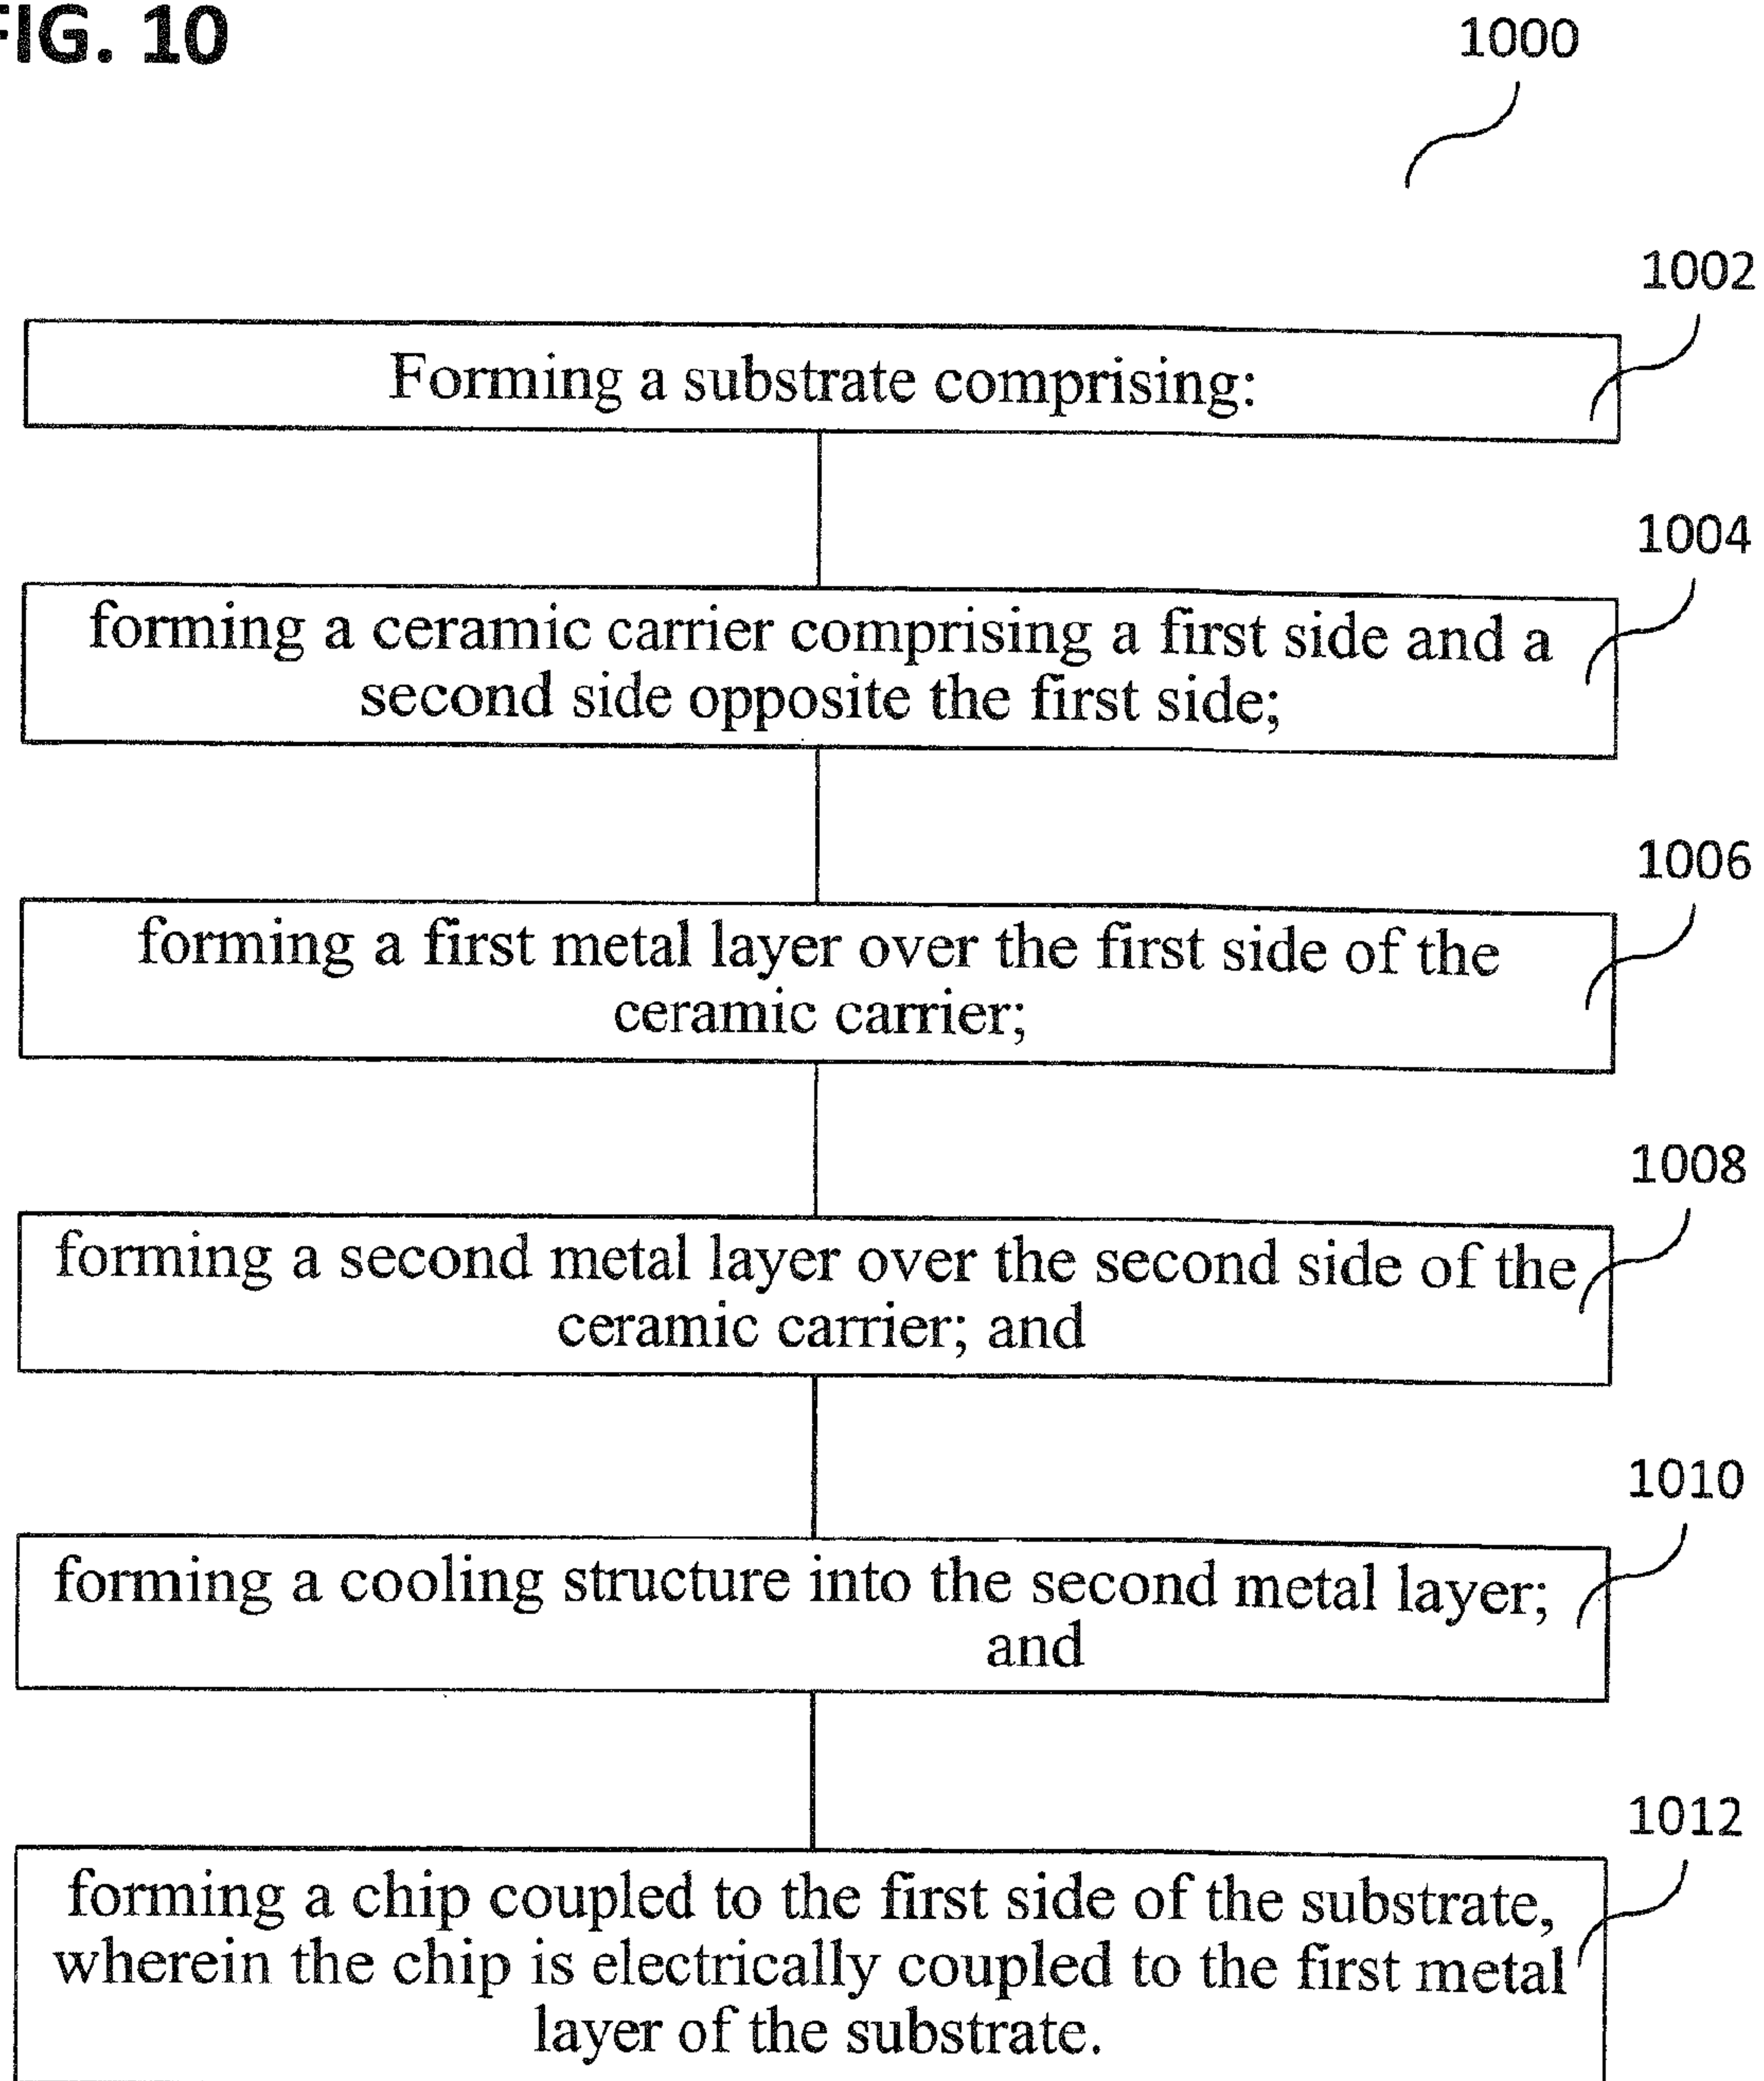 FIG. 10
1000
1002
Forming a substrate comprising:
1004
forming a ceramic carrier comprising a first side and a
second side opposite the first side;
1006
forming a first metal layer over the first side of the
ceramic carrier;
1008
forming a second metal layer over the second side of the
ceramic carrier; and
1010
forming a cooling structure into the second metal layer;
and
1012
forming a chip coupled to the first side of the substrate,
wherein the chip is electrically coupled to the first metal
layer of the substrate.